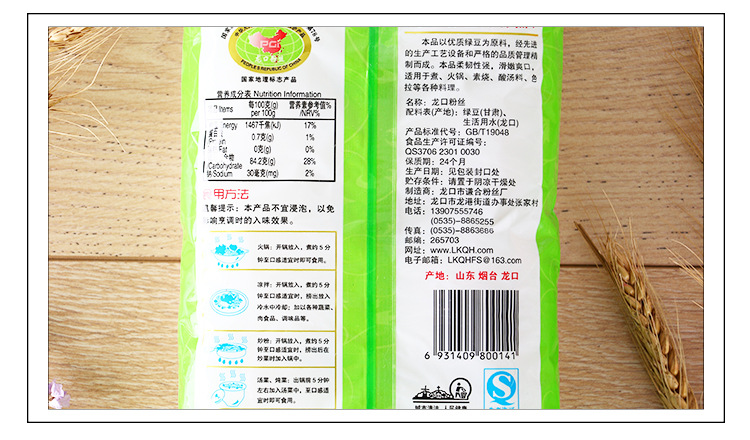 PGI
PEOPLE'S REPUBLIC OF CHINA
国家地理标志产品
营养成分表 Nutrition Information
Items 每100克(g) per 100g 营养素参考值% /NRV%
1467千焦(kJ) 17%
0.7克(g) 1%
Fat 0克(g) 0%
Carbohydrate 84.2克(g) 28%
Sodium 30毫克(mg) 2%
用用方法
提示：本产品不宜浸泡，以免
响烹调时的入味效果。
火锅：开锅放入，煮约5分
钟至口感适宜时即可食用。
凉拌：开锅放入，煮约5分
钟至口感适宜时，捞出放入
冷水中冷却；加以各种蔬菜、
肉食品、调味品等。
炒粉：开锅放入，煮约5分
钟至口感适宜时，捞出后在
炒菜时加入锅中。
汤菜、炖菜：出锅前5分钟
左右加入汤菜中，至口感适
宜时即可食用。
本品以优质绿豆为原料，经先进
的生产工艺设备和严格的品质管理精
制而成。本品柔韧性强，滑嫩爽口，
适用于煮、火锅、素烧、酸汤料、色
拉等各种料理。
名称：龙口粉丝
配料表(产地)：绿豆(甘肃)、
生活用水(龙口)
产品标准代号：GB/T19048
食品生产许可证编号：
QS3706 2301 0030
保质期：24个月
生产日期：见包装封口处
贮存条件：请置于阴凉干燥处
制造商：龙口市谦合粉丝厂
地址：龙口市龙港街道办事处张家村
电话：13907555746
(0535)-8865255
传真：(0535)-8863686
邮编：265703
网址：www.LKQH.com
电子邮箱：LKQHFS@163.com
产地：山东 烟台 龙口
6 931409 800141